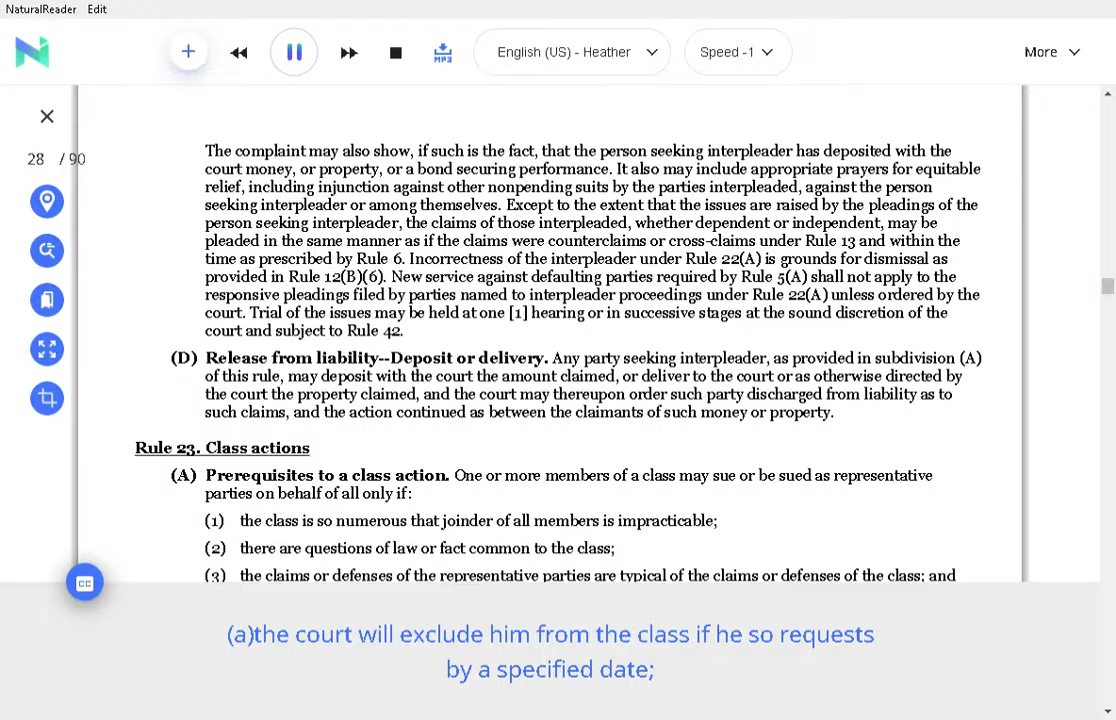 NaturalReader Edit
MP3
English (US) - Heather
Speed -1
More
28 / 90
The complaint may also show, if such is the fact, that the person seeking interpleader has deposited with the
court money, or property, or a bond securing performance. It also may include appropriate prayers for equitable
relief, including injunction against other nonpending suits by the parties interpleaded, against the person
seeking interpleader or among themselves. Except to the extent that the issues are raised by the pleadings of the
person seeking interpleader, the claims of those interpleaded, whether dependent or independent, may be
pleaded in the same manner as if the claims were counterclaims or cross-claims under Rule 13 and within the
time as prescribed by Rule 6. Incorrectness of the interpleader under Rule 22(A) is grounds for dismissal as
provided in Rule 12(B)(6). New service against defaulting parties required by Rule 5(A) shall not apply to the
responsive pleadings filed by parties named to interpleader proceedings under Rule 22(A) unless ordered by the
court. Trial of the issues may be held at one [1] hearing or in successive stages at the sound discretion of the
court and subject to Rule 42.
(D) Release from liability--Deposit or delivery. Any party seeking interpleader, as provided in subdivision (A)
of this rule, may deposit with the court the amount claimed, or deliver to the court or as otherwise directed by
the court the property claimed, and the court may thereupon order such party discharged from liability as to
such claims, and the action continued as between the claimants of such money or property.
Rule 23. Class actions
(A) Prerequisites to a class action. One or more members of a class may sue or be sued as representative
parties on behalf of all only if:
(1) the class is so numerous that joinder of all members is impracticable;
(2) there are questions of law or fact common to the class;
(3) the claims or defenses of the representative parties are typical of the claims or defenses of the class; and
CC
(a)the court will exclude him from the class if he so requests
by a specified date;